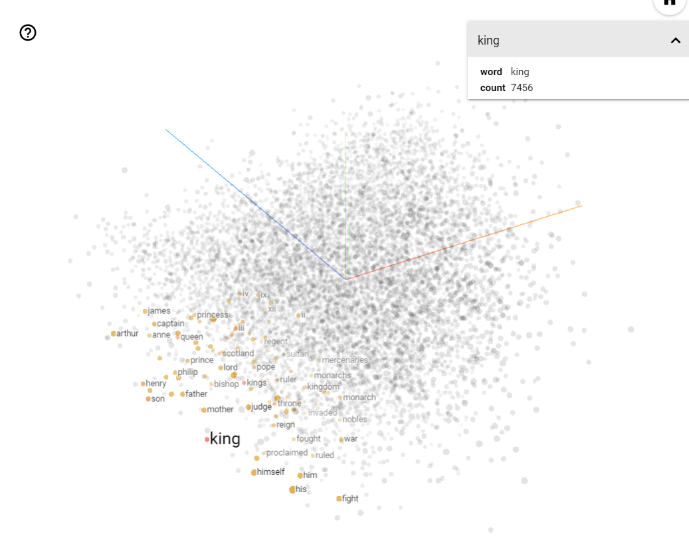 ?
king
word king
count 7456
iv
ix
xii
james
princess
ii
captain
iii
arthur
anne
queen
regent
scotland
sultan
prince
mercenaries
lord
pope
philip
monarchs
henry
bishop
kings
ruler
kingdom
father
son
monarch
throne
mother
judge
invaded
nobles
reign
king
fought
war
proclaimed
ruled
himself
him
his
fight